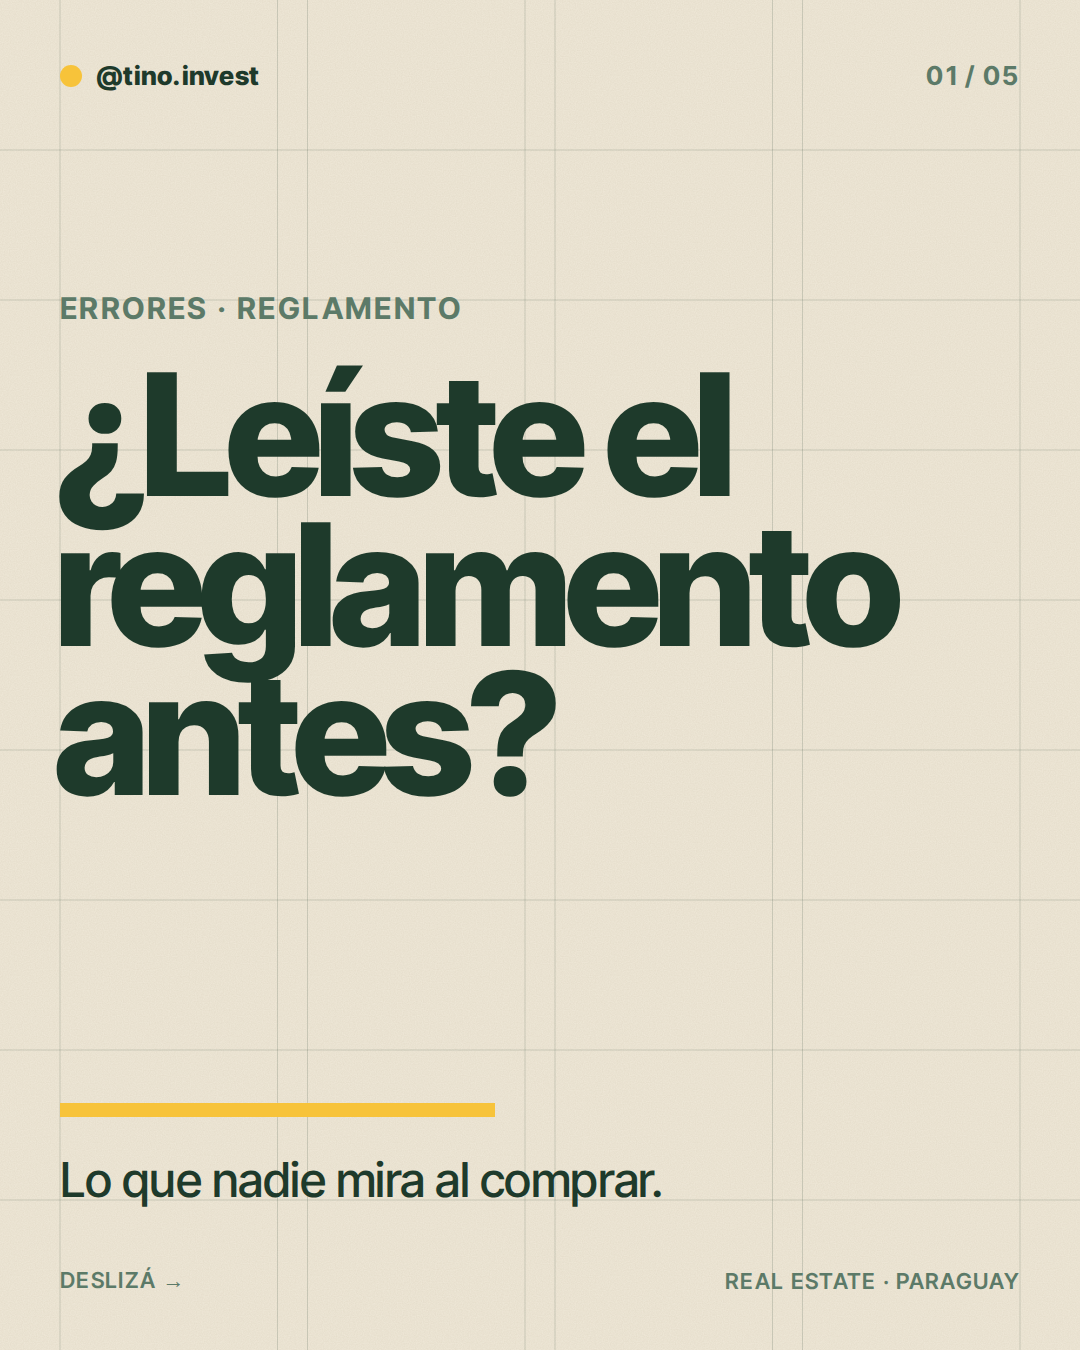 @tino.invest
01 / 05
ERRORES · REGLAMENTO
¿Leíste el
reglamento
antes?
Lo que nadie mira al comprar.
DESLIZÁ →
REAL ESTATE · PARAGUAY